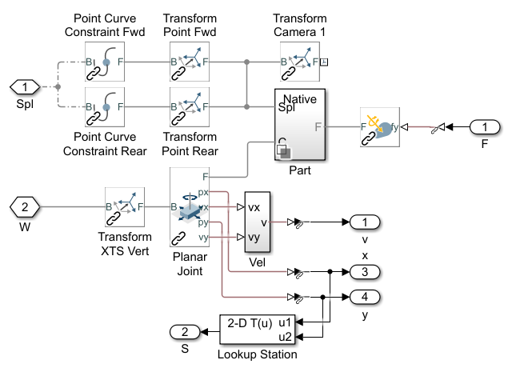 Point Curve
Constraint Fwd
Transform
Point Fwd
Transform
Camera 1
B
F
B
F
B
F
1
Spl
B
F
B
F
Point Curve
Constraint Rear
Transform
Point Rear
Native
Spl
F
C
Part
F
fy
1
F
2
W
B
F
Transform
XTS Vert
B
F
px
vx
py
vy
Planar
Joint
vx
vy
v
Vel
1
v
x
3
4
y
2
S
2-D T(u)
u1
u2
Lookup Station